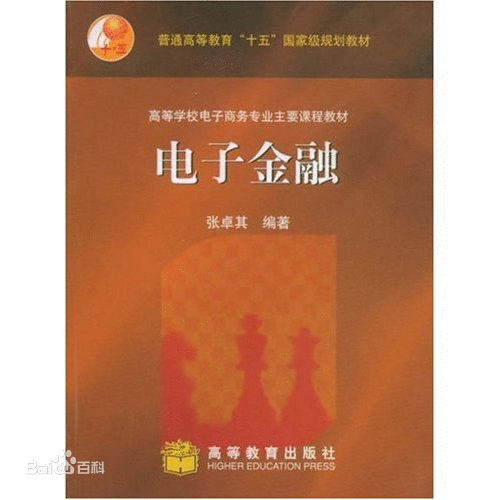 十·五
普通高等教育“十五”国家级规划教材
高等学校电子商务专业主要课程教材
电子金融
张卓其 编著
高等教育出版社
HIGHER EDUCATION PRESS
Bai百科